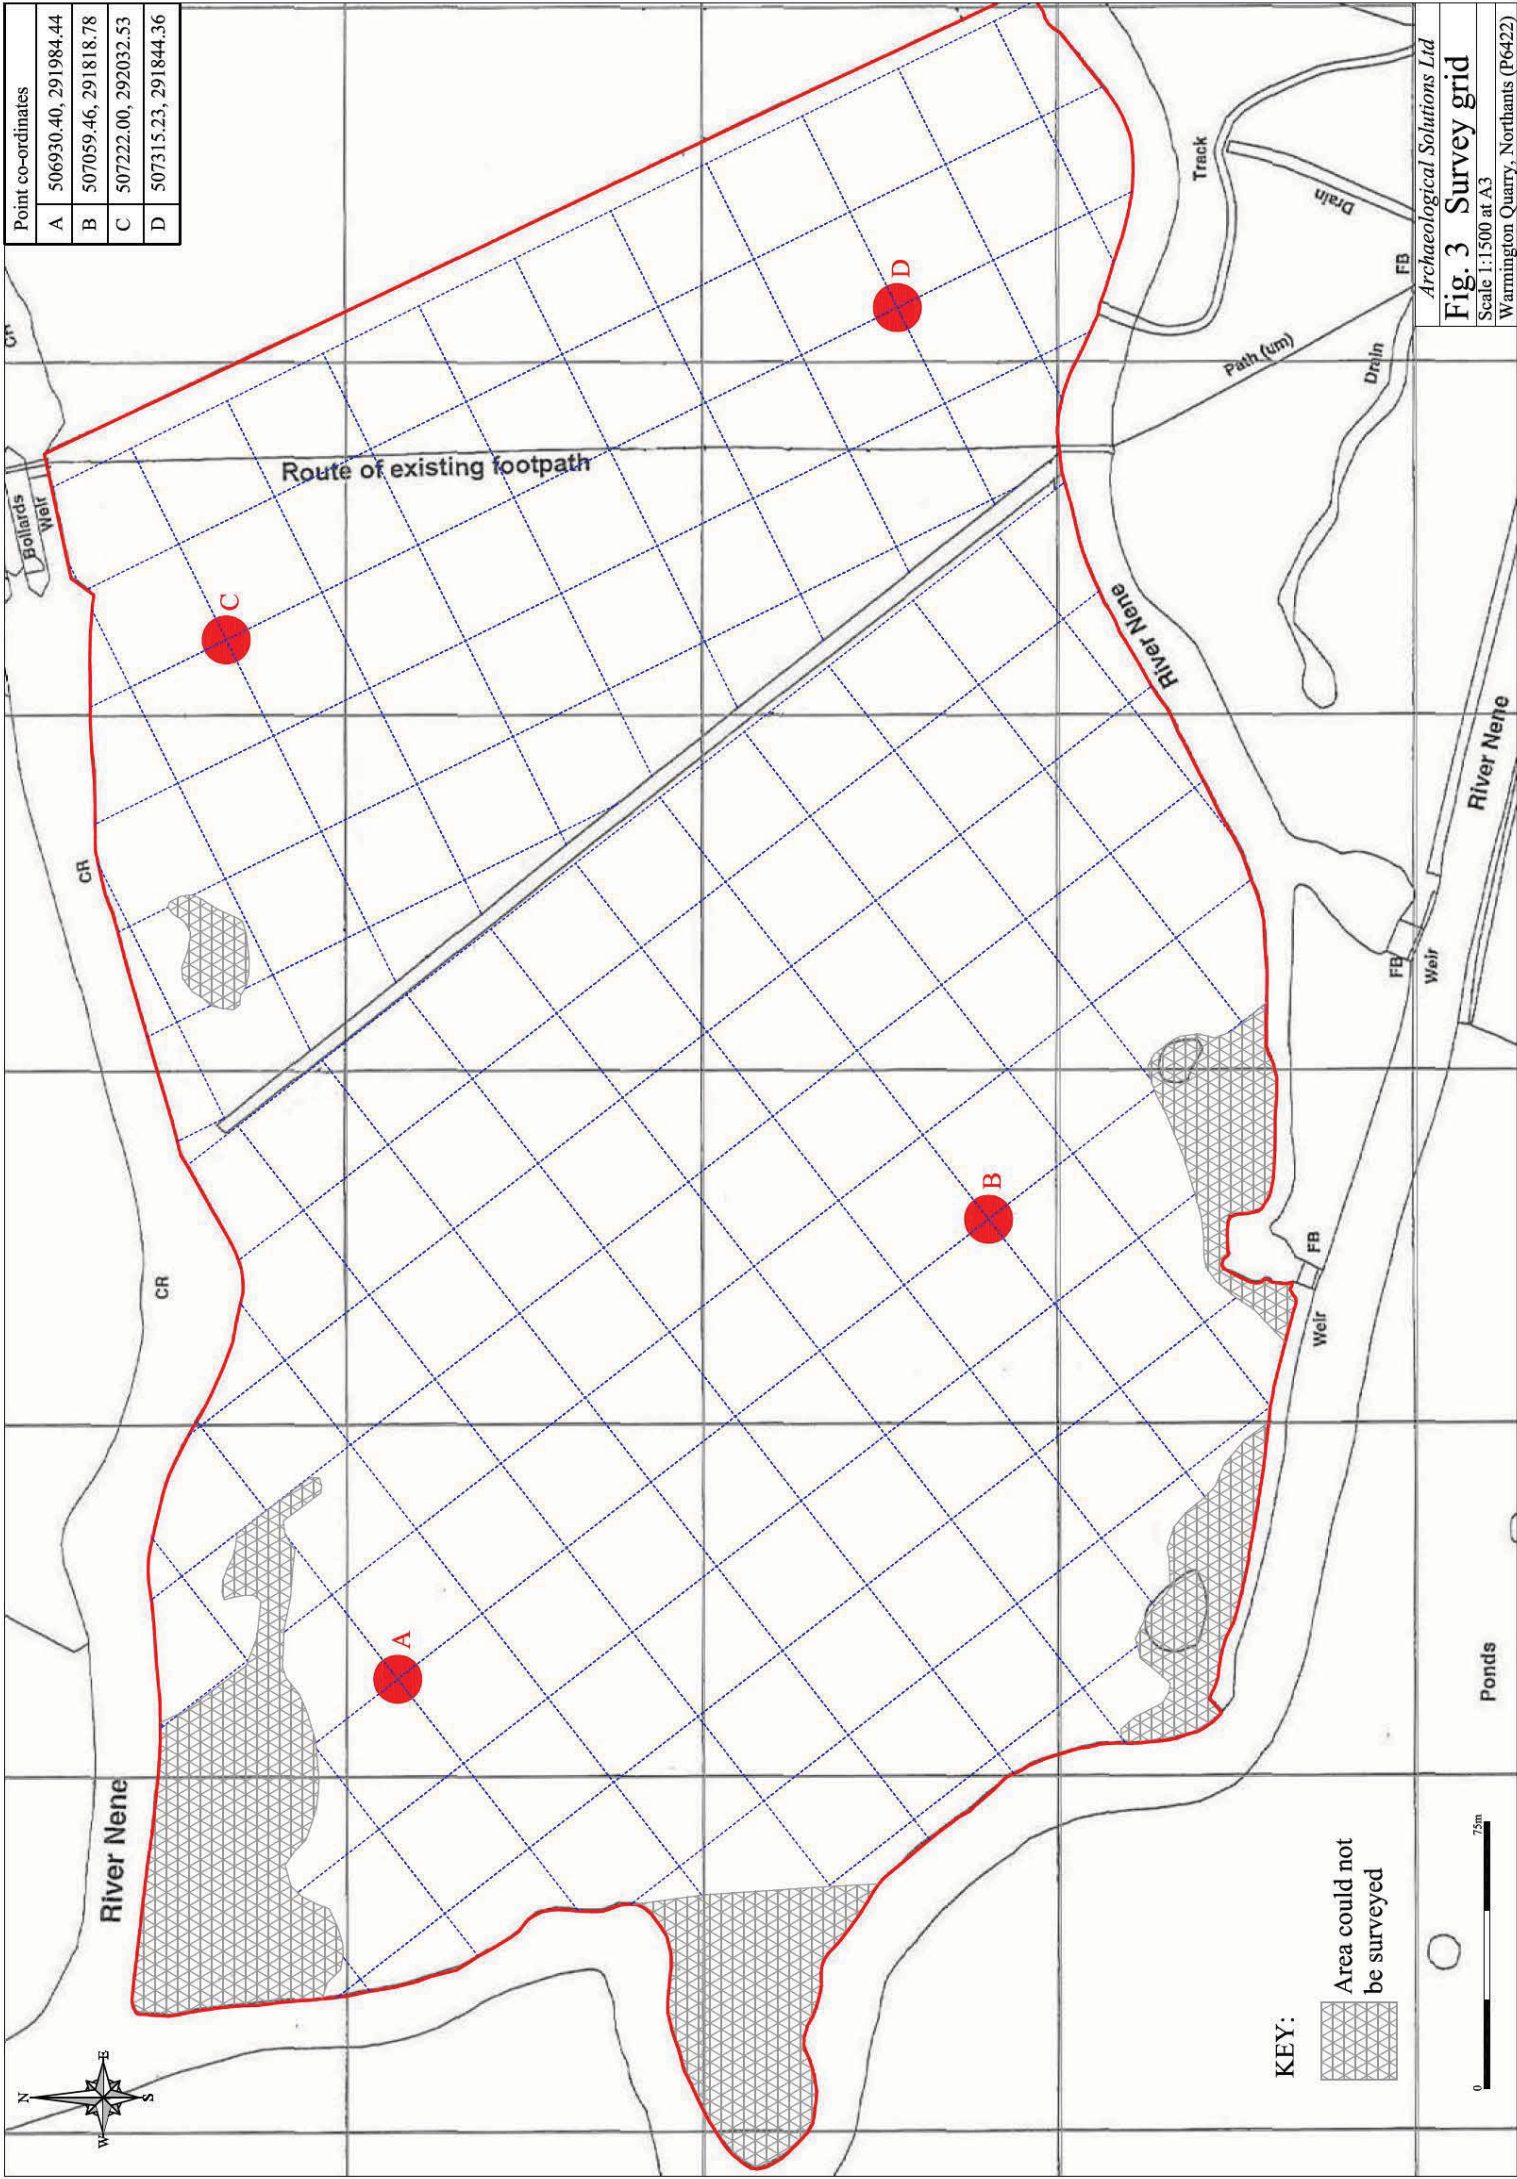 Point co-ordinates
A 506930.40, 291984.44
B 507059.46, 291818.78
C 507222.00, 292032.53
D 507315.23, 291844.36
CR
Bollards
Weir
Route of existing footpath
C
CR
CR
River Nene
A
B
D
N
W E
S
Track
Drain
FB
Path (um)
Drain
River Nene
River Nene
FB
Weir
FB
Weir
Ponds
KEY:
Area could not
be surveyed
0 75m
Archaeological Solutions Ltd
Fig. 3 Survey grid
Scale 1:1500 at A3
Warmington Quarry, Northants (P6422)